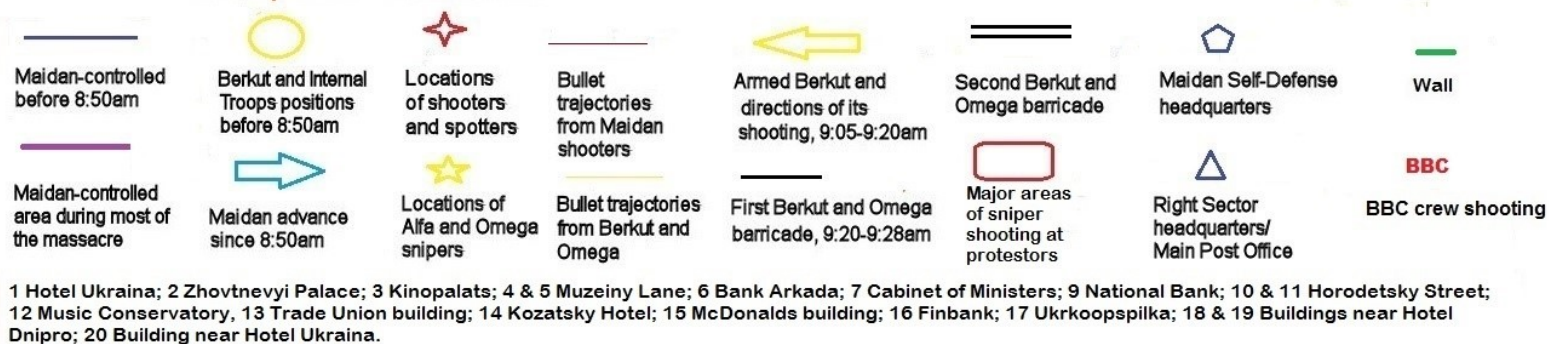 Maidan-controlled
before 8:50am
Berkut and Internal
Troops positions
before 8:50am
Locations
of shooters
and spotters
Bullet
trajectories
from Maidan
shooters
Armed Berkut and
directions of its
shooting, 9:05-9:20am
Second Berkut and
Omega barricade
Maidan Self-Defense
headquarters
Wall
Maidan-controlled
area during most of
the massacre
Maidan advance
since 8:50am
Locations of
Alfa and Omega
snipers
Bullet trajectories
from Berkut and
Omega
First Berkut and Omega
barricade, 9:20-9:28am
Major areas
of sniper
shooting at
protestors
Right Sector
headquarters/
Main Post Office
BBC
BBC crew shooting
1 Hotel Ukraina; 2 Zhovtnevyi Palace; 3 Kinopalats; 4 & 5 Muzeiny Lane; 6 Bank Arkada; 7 Cabinet of Ministers; 9 National Bank; 10 & 11 Horodetsky Street;
12 Music Conservatory, 13 Trade Union building; 14 Kozatsky Hotel; 15 McDonalds building; 16 Finbank; 17 Ukrkoopspilka; 18 & 19 Buildings near Hotel
Dnipro; 20 Building near Hotel Ukraina.